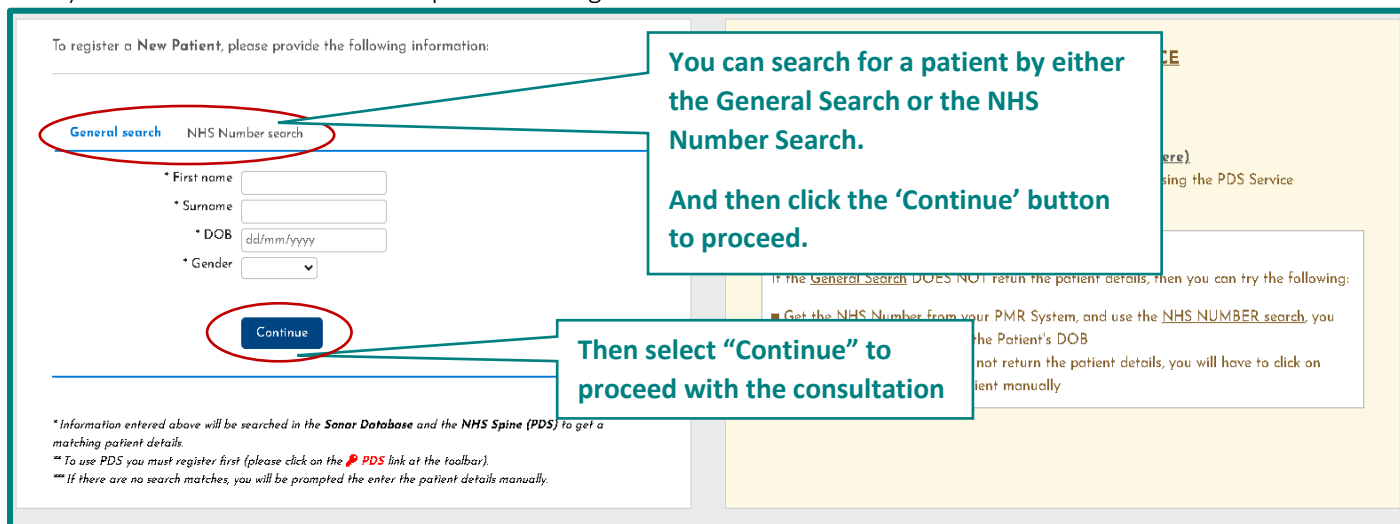 To register a New Patient, please provide the following information:
General search NHS Number search
* First name
* Surname
* DOB dd/mm/yyyy
* Gender
Continue
* Information entered above will be searched in the Sonar Database and the NHS Spine (PDS) to get a
matching patient details.
** To use PDS you must register first (please click on the PDS link at the toolbar).
*** If there are no search matches, you will be prompted the enter the patient details manually.
You can search for a patient by either
the General Search or the NHS
Number Search.
And then click the ‘Continue’ button
to proceed.
Then select “Continue” to
proceed with the consultation
CE
ere)
sing the PDS Service
If the General Search DOES NOT retun the patient details, then you can try the following:
■ Get the NHS Number from your PMR System, and use the NHS NUMBER search, you
the Patient's DOB
not return the patient details, you will have to click on
ient manually